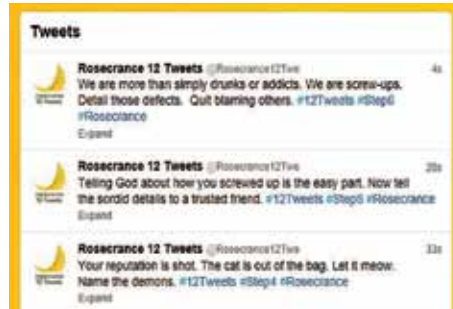 Tweets
Rosecrance 12 Tweets @Rosecrance12Twe 4s
We are more than simply drunks or addicts. We are screw-ups.
Detail those defects. Quit blaming others. #12Tweets #Step6
#Rosecrance
Expand
Rosecrance 12 Tweets @Rosecrance12Twe
Telling God about how you screwed up is the easy part. Now tell
the sordid details to a trusted friend. #12Tweets #Step5 #Rosecrance
Expand
Rosecrance 12 Tweets @Rosecrance12Twe
Your reputation is shot. The cat is out of the bag. Let it meow.
Name the demons. #12Tweets #Step4 #Rosecrance
Expand